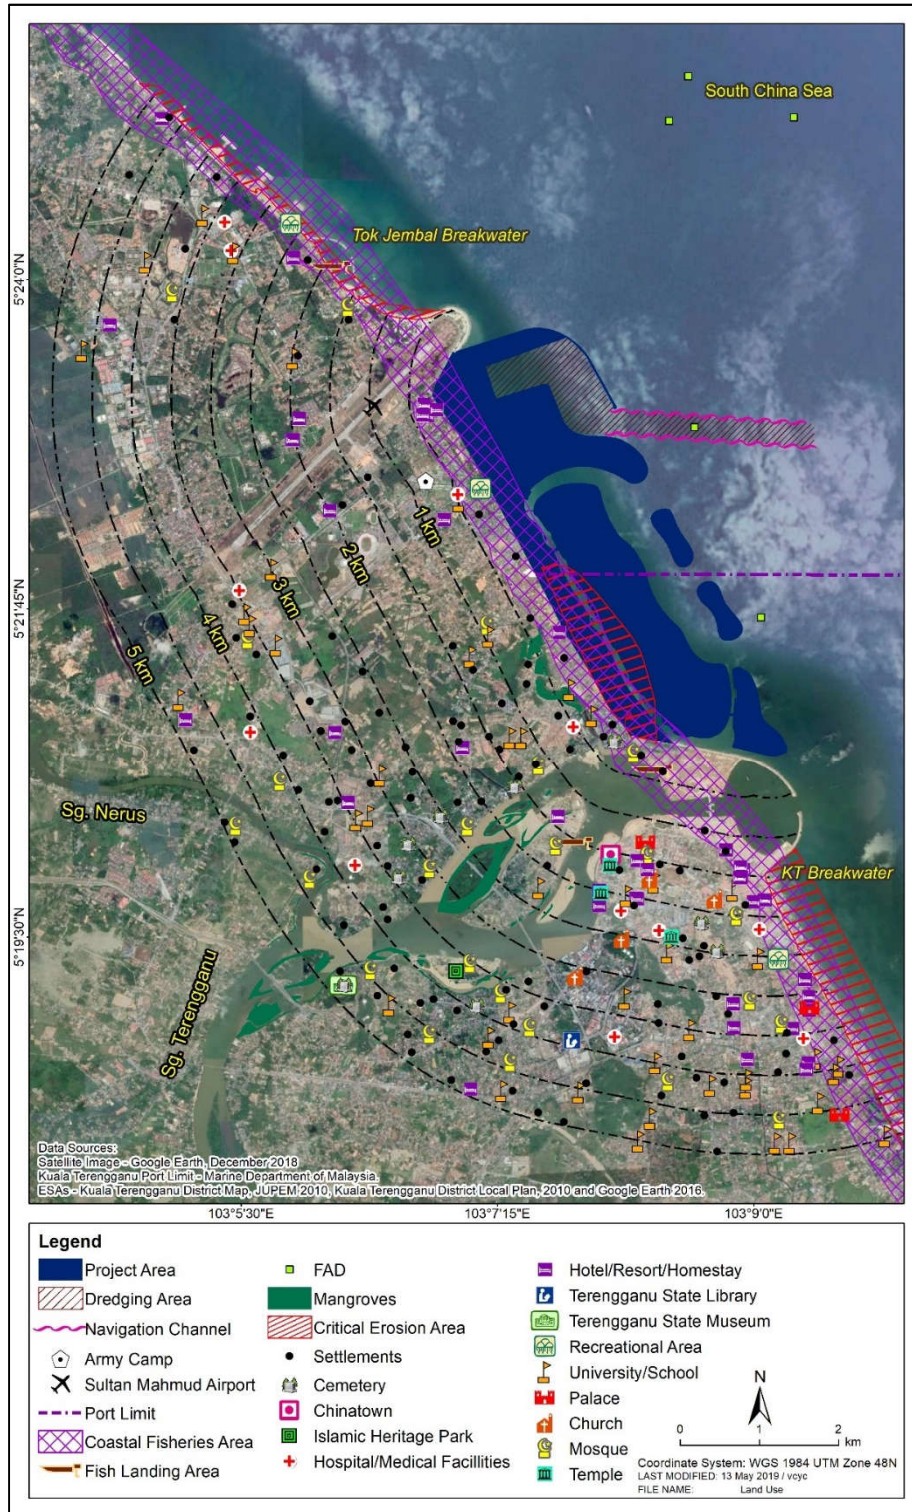 South China Sea
Tok Jembal Breakwater
5°24'0"N
1 km
2 km
3 km
4 km
5 km
5°21'45"N
Sg. Nerus
KT Breakwater
5°19'30"N
Sg. Terengganu
Data Sources:
Satellite Image - Google Earth, December 2018
Kuala Terengganu Port Limit - Marine Department of Malaysia.
ESAs - Kuala Terengganu District Map, JUPEM 2010, Kuala Terengganu District Local Plan, 2010 and Google Earth 2016.
103°5'30"E
103°7'15"E
103°9'0"E
Legend
Project Area
Dredging Area
Navigation Channel
Army Camp
Sultan Mahmud Airport
Port Limit
Coastal Fisheries Area
Fish Landing Area
FAD
Mangroves
Critical Erosion Area
Settlements
Cemetery
Chinatown
Islamic Heritage Park
Hospital/Medical Facillities
Hotel/Resort/Homestay
Terengganu State Library
Terengganu State Museum
Recreational Area
University/School
Palace
Church
Mosque
Temple
N
0 1 2
km
Coordinate System: WGS 1984 UTM Zone 48N
LAST MODIFIED: 13 May 2019 / vcyc
FILE NAME: Land Use